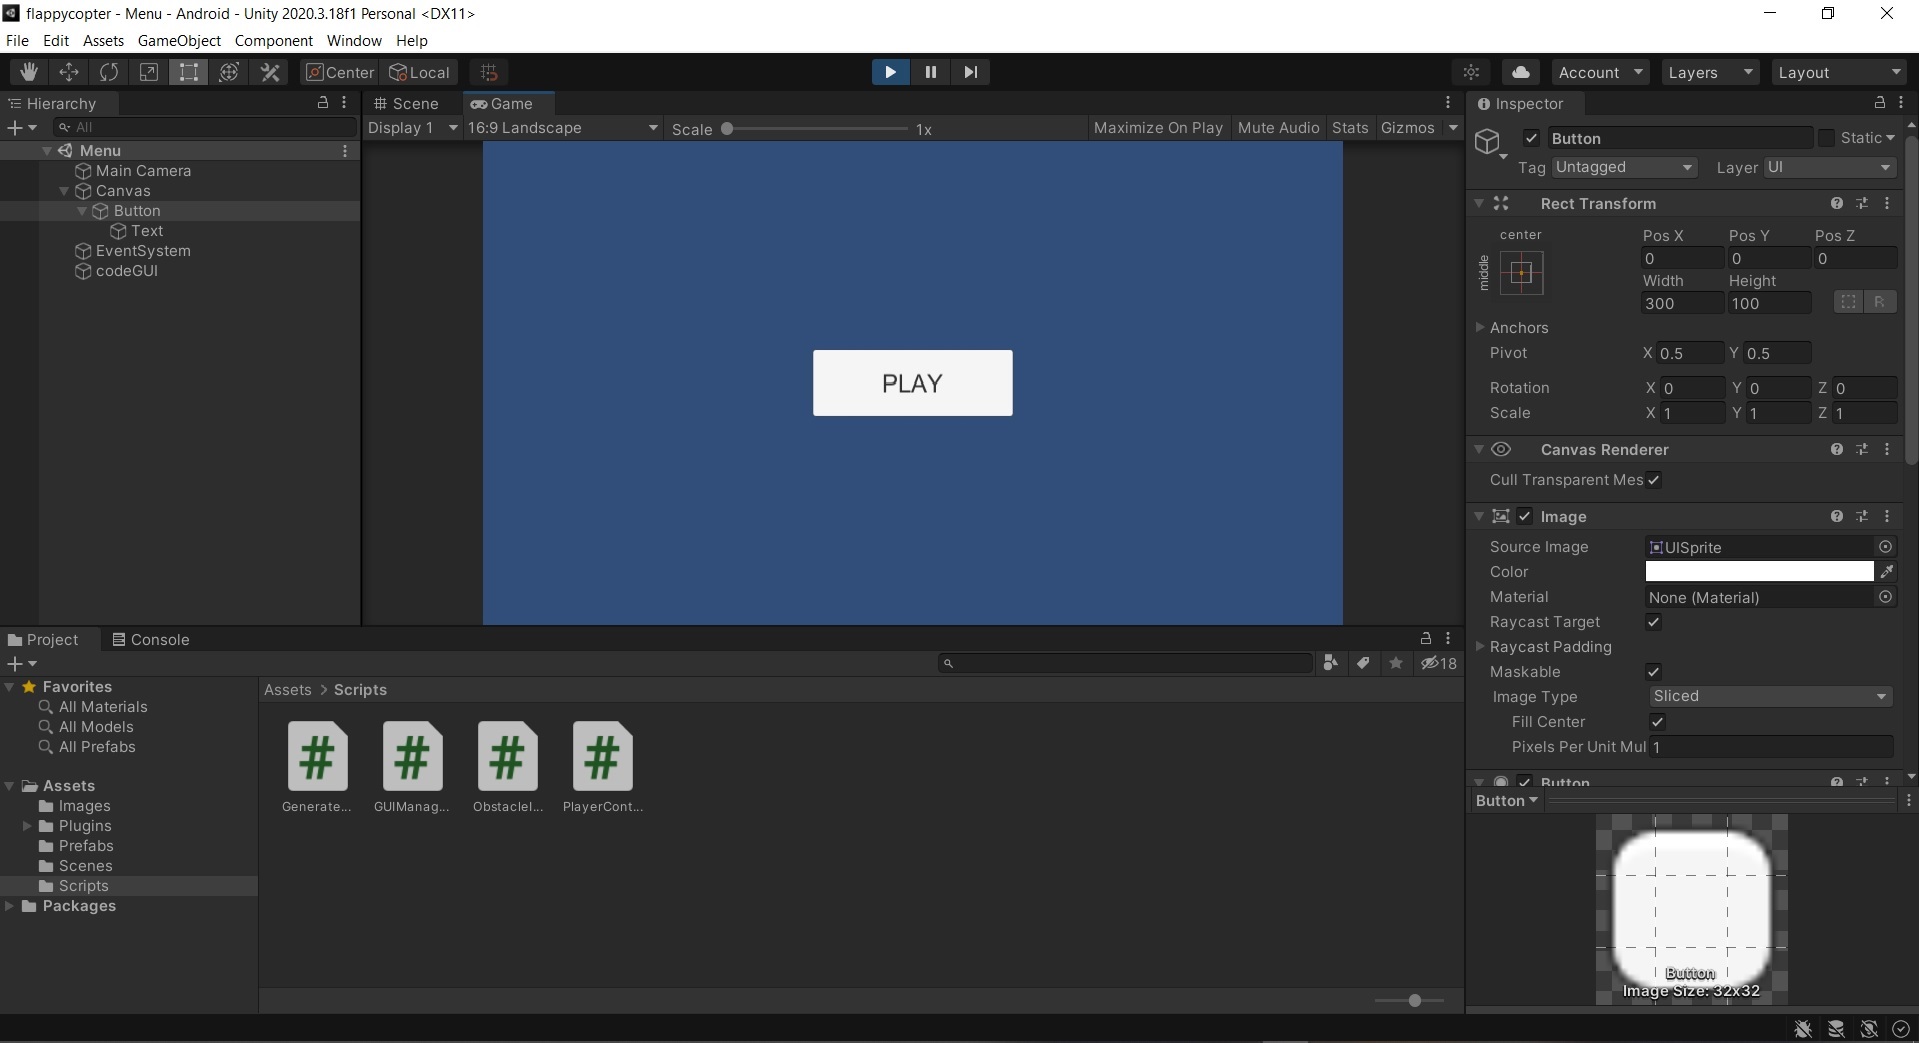 flappycopter - Menu - Android - Unity 2020.3.18f1 Personal <DX11>
File Edit Assets GameObject Component Window Help
Center Local
Account Layers Layout
Hierarchy
All
Menu
Main Camera
Canvas
Button
Text
EventSystem
codeGUI
Scene Game
Display 1 16:9 Landscape Scale 1x Maximize On Play Mute Audio Stats Gizmos
PLAY
Inspector
Button Static
Tag Untagged Layer UI
Rect Transform
center
middle
Pos X Pos Y Pos Z
0 0 0
Width Height
300 100
R
Anchors
Pivot X 0.5 Y 0.5
Rotation X 0 Y 0 Z 0
Scale X 1 Y 1 Z 1
Canvas Renderer
Cull Transparent Mes
Image
Source Image UISprite
Color
Material None (Material)
Raycast Target
Raycast Padding
Maskable
Image Type Sliced
Fill Center
Pixels Per Unit Mul 1
Button
Button
Button
Image Size: 32x32
Project Console
18
Favorites
All Materials
All Models
All Prefabs
Assets
Images
Plugins
Prefabs
Scenes
Scripts
Packages
Assets > Scripts
# # # #
Generate... GUIManag... ObstacleI... PlayerCont...